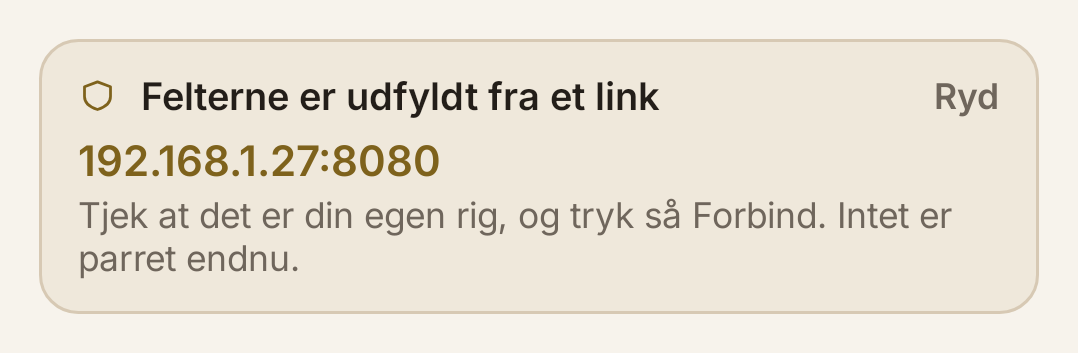 Felterne er udfyldt fra et link
Ryd
192.168.1.27:8080
Tjek at det er din egen rig, og tryk så Forbind. Intet er
parret endnu.